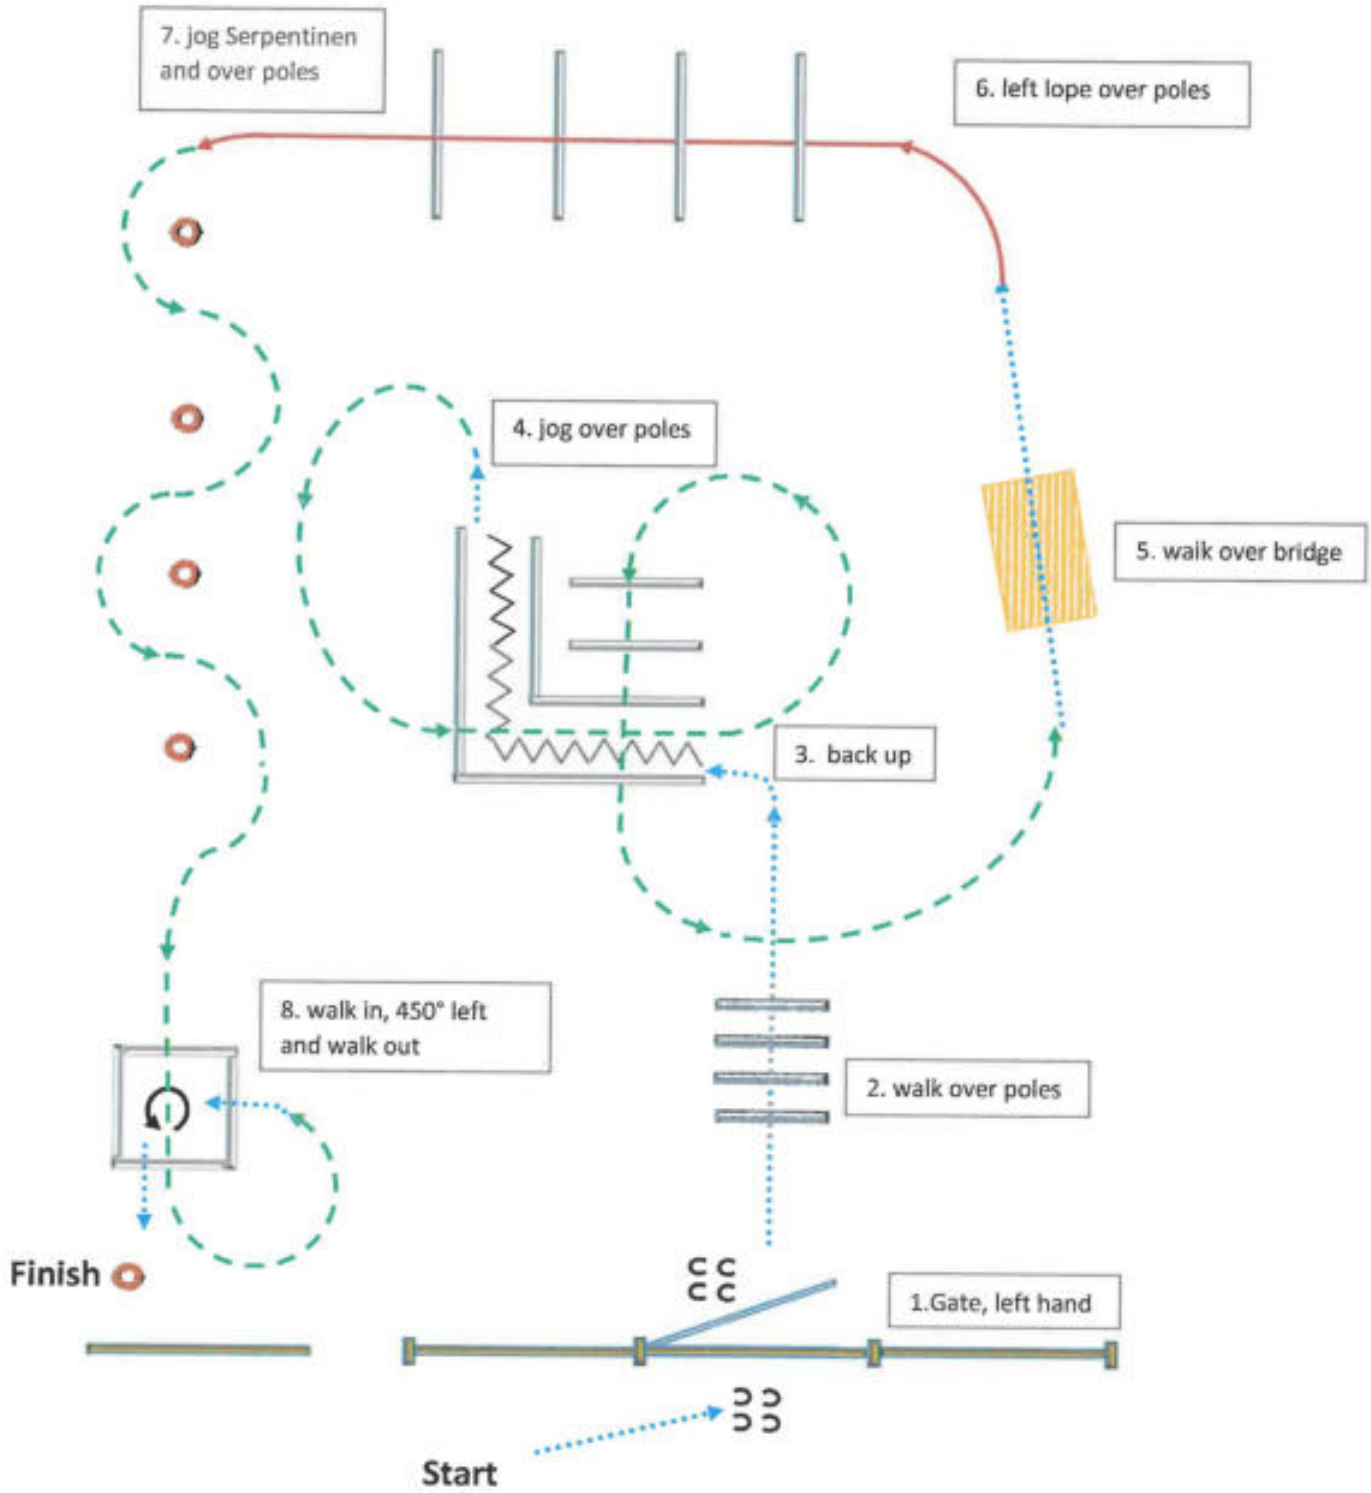 7. jog Serpentinen
and over poles
6. left lope over poles
4. jog over poles
5. waik over bridge
3. back up
8. walk in, 450° left
and walk out
2. walk over poles
Finish
1.Gate, left hand
Start